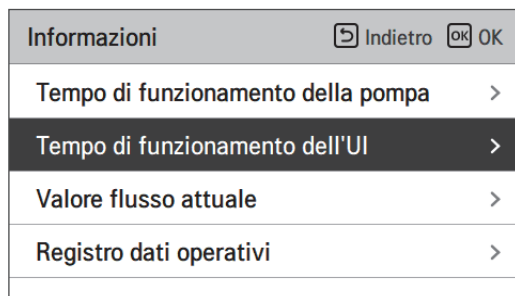 Informazioni Indietro OK OK
Tempo di funzionamento della pompa
Tempo di funzionamento dell'UI
Valore flusso attuale
Registro dati operativi